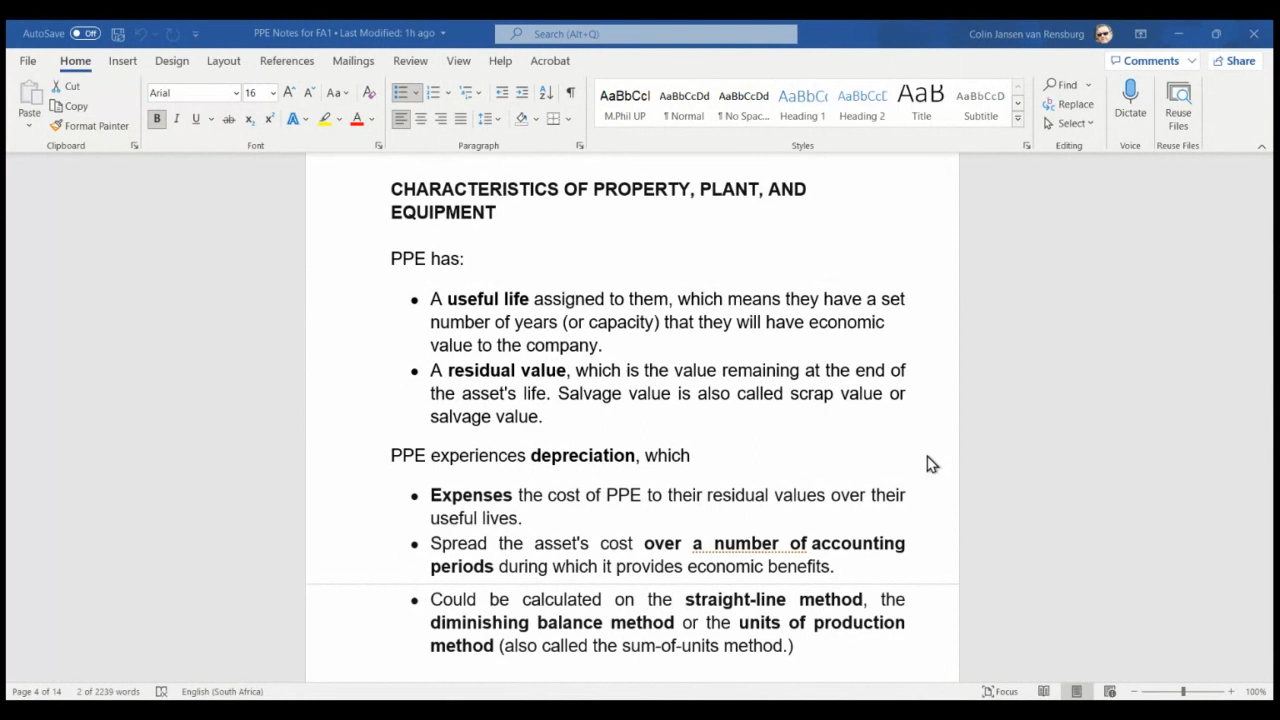 AutoSave Off PPE Notes for FA1 • Last Modified: 1h ago Search (Alt+Q) Colin Jansen van Rensburg
File Home Insert Design Layout References Mailings Review View Help Acrobat Comments Share
Paste Cut Copy Format Painter
Clipboard
Arial 16 Aa
B I U ab x₂ x² A A
Font
Paragraph
AaBbCcI AaBbCcDd AaBbCcDd AaBbCc AaBbCcD AaB AaBbCcDd
M.Phil UP ¶ Normal ¶ No Spac... Heading 1 Heading 2 Title Subtitle
Styles
Find
Replace
Select
Editing
Dictate
Voice
Reuse
Files
Reuse Files
CHARACTERISTICS OF PROPERTY, PLANT, AND
EQUIPMENT
PPE has:
• A useful life assigned to them, which means they have a set
number of years (or capacity) that they will have economic
value to the company.
• A residual value, which is the value remaining at the end of
the asset's life. Salvage value is also called scrap value or
salvage value.
PPE experiences depreciation, which
• Expenses the cost of PPE to their residual values over their
useful lives.
• Spread the asset's cost over a number of accounting
periods during which it provides economic benefits.
• Could be calculated on the straight-line method, the
diminishing balance method or the units of production
method (also called the sum-of-units method.)
Page 4 of 14 2 of 2239 words English (South Africa) Focus 100%